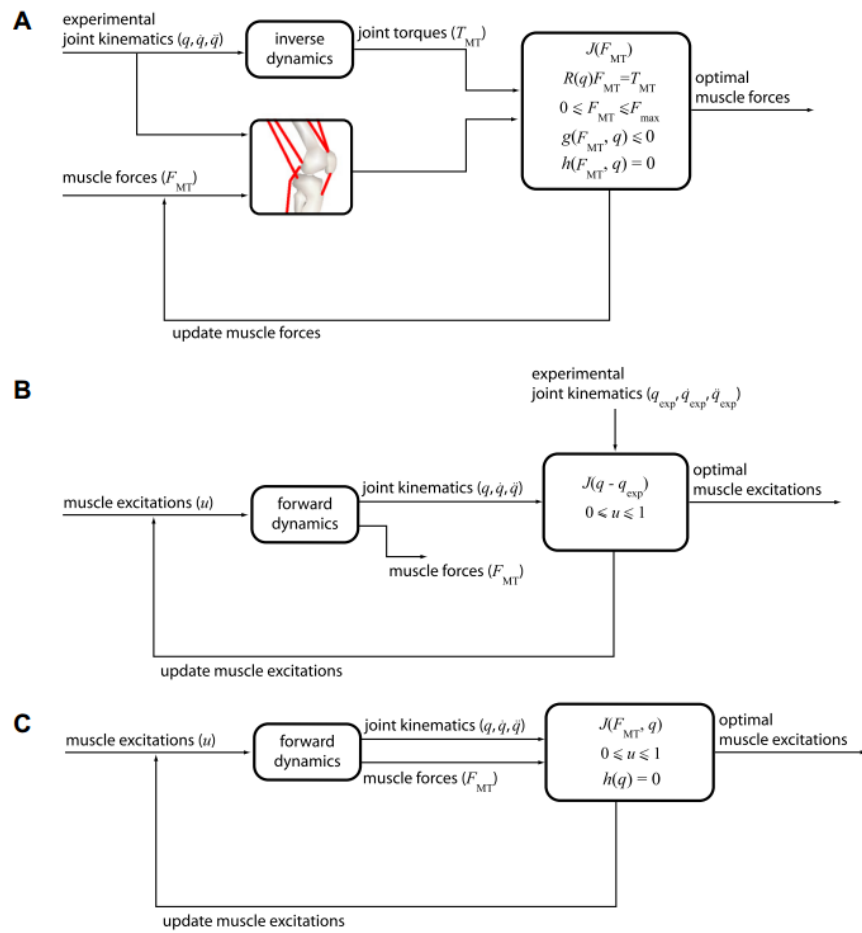 A
experimental
joint kinematics (q, q̇, q̈)
inverse
dynamics
joint torques (T_MT)
muscle forces (F_MT)
J(F_MT)
R(q)F_MT=T_MT
0 ⩽ F_MT ⩽ F_max
g(F_MT, q) ⩽ 0
h(F_MT, q) = 0
optimal
muscle forces
update muscle forces
B
experimental
joint kinematics (q_exp, q̇_exp, q̈_exp)
muscle excitations (u)
forward
dynamics
joint kinematics (q, q̇, q̈)
muscle forces (F_MT)
J(q - q_exp)
0 ⩽ u ⩽ 1
optimal
muscle excitations
update muscle excitations
C
muscle excitations (u)
forward
dynamics
joint kinematics (q, q̇, q̈)
muscle forces (F_MT)
J(F_MT, q)
0 ⩽ u ⩽ 1
h(q) = 0
optimal
muscle excitations
update muscle excitations